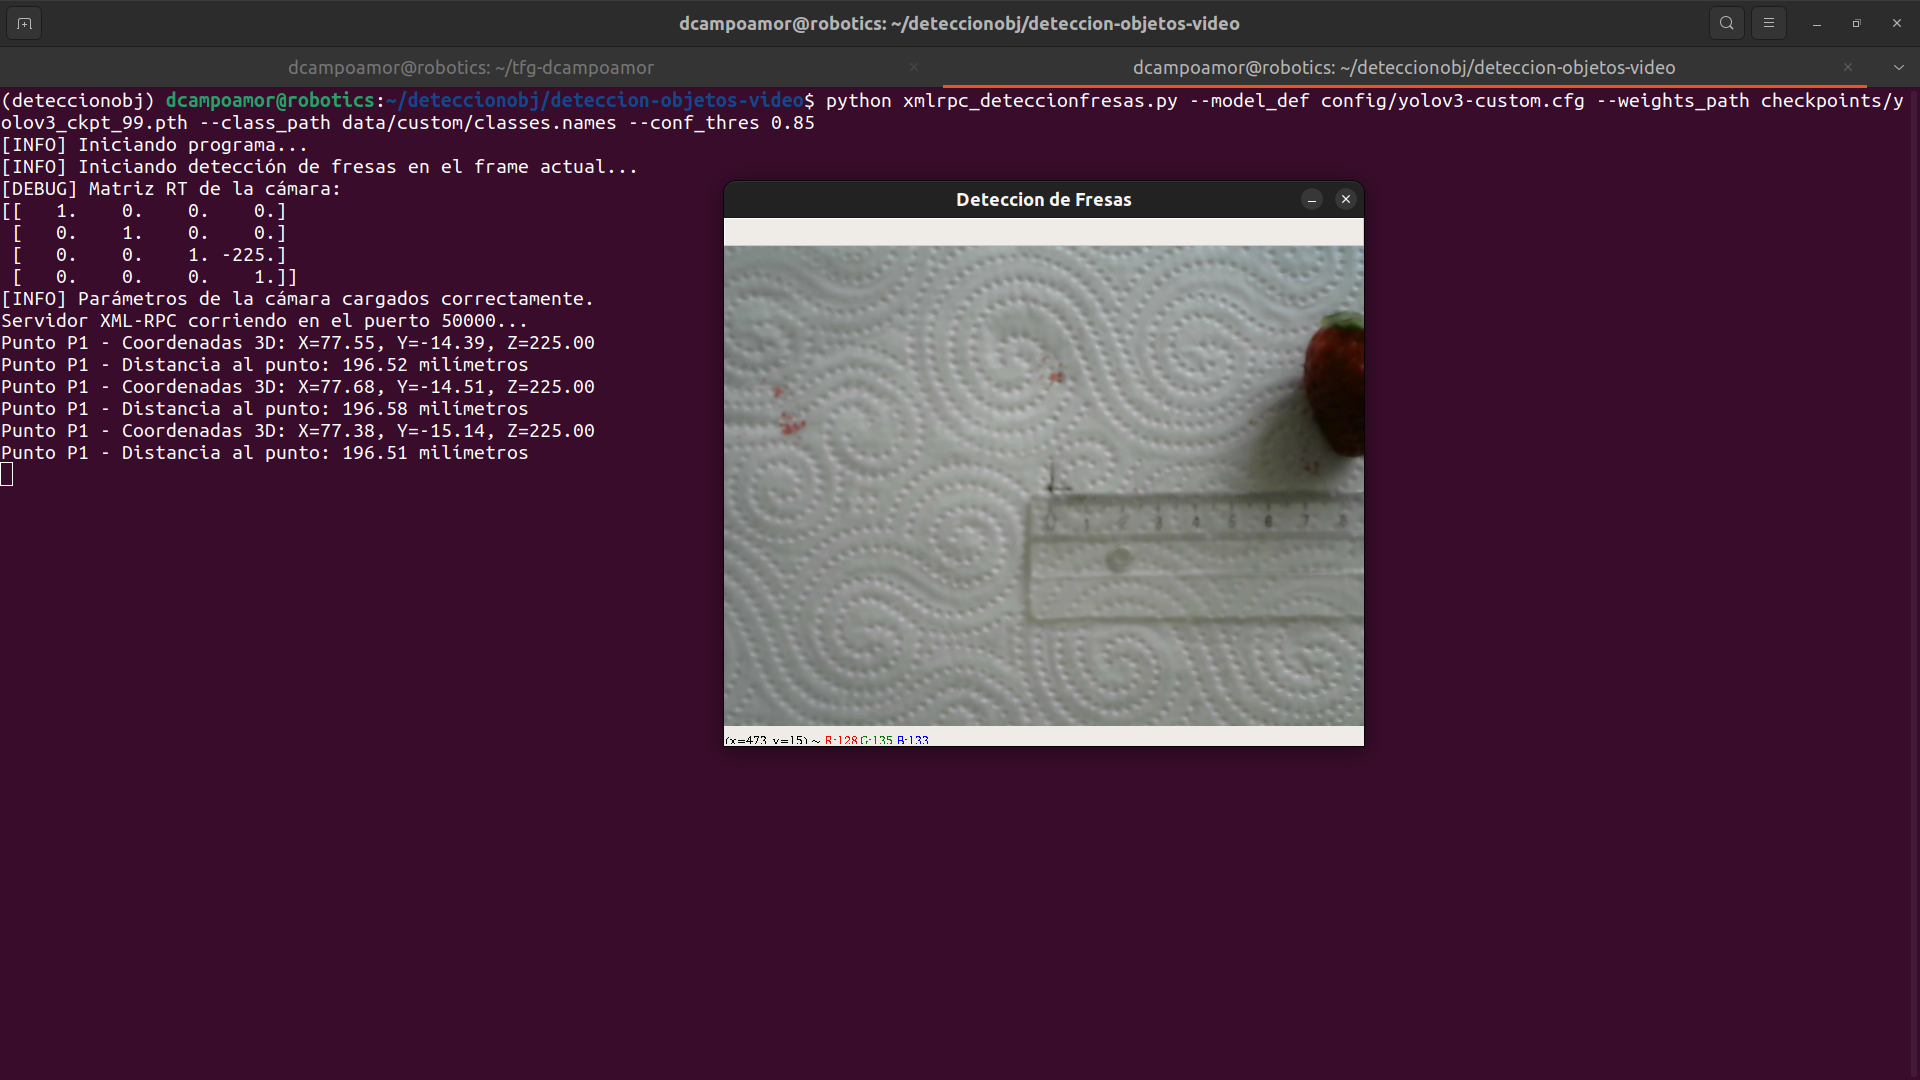 dcampoamor@robotics: ~/deteccionobj/deteccion-objetos-video
dcampoamor@robotics: ~/tfg-dcampoamor
dcampoamor@robotics: ~/deteccionobj/deteccion-objetos-video
(deteccionobj) dcampoamor@robotics:~/deteccionobj/deteccion-objetos-video$ python xmlrpc_deteccionfresas.py --model_def config/yolov3-custom.cfg --weights_path checkpoints/y
olov3_ckpt_99.pth --class_path data/custom/classes.names --conf_thres 0.85
[INFO] Iniciando programa...
[INFO] Iniciando detección de fresas en el frame actual...
[DEBUG] Matriz RT de la cámara:
[[   1.    0.    0.    0.]
 [   0.    1.    0.    0.]
 [   0.    0.    1. -225.]
 [   0.    0.    0.    1.]]
[INFO] Parámetros de la cámara cargados correctamente.
Servidor XML-RPC corriendo en el puerto 50000...
Punto P1 - Coordenadas 3D: X=77.55, Y=-14.39, Z=225.00
Punto P1 - Distancia al punto: 196.52 milímetros
Punto P1 - Coordenadas 3D: X=77.68, Y=-14.51, Z=225.00
Punto P1 - Distancia al punto: 196.58 milímetros
Punto P1 - Coordenadas 3D: X=77.38, Y=-15.14, Z=225.00
Punto P1 - Distancia al punto: 196.51 milímetros
Deteccion de Fresas
0 1 2 3 4 5 6 7 8
(x=473, y=15) ~ R:128 G:135 B:133